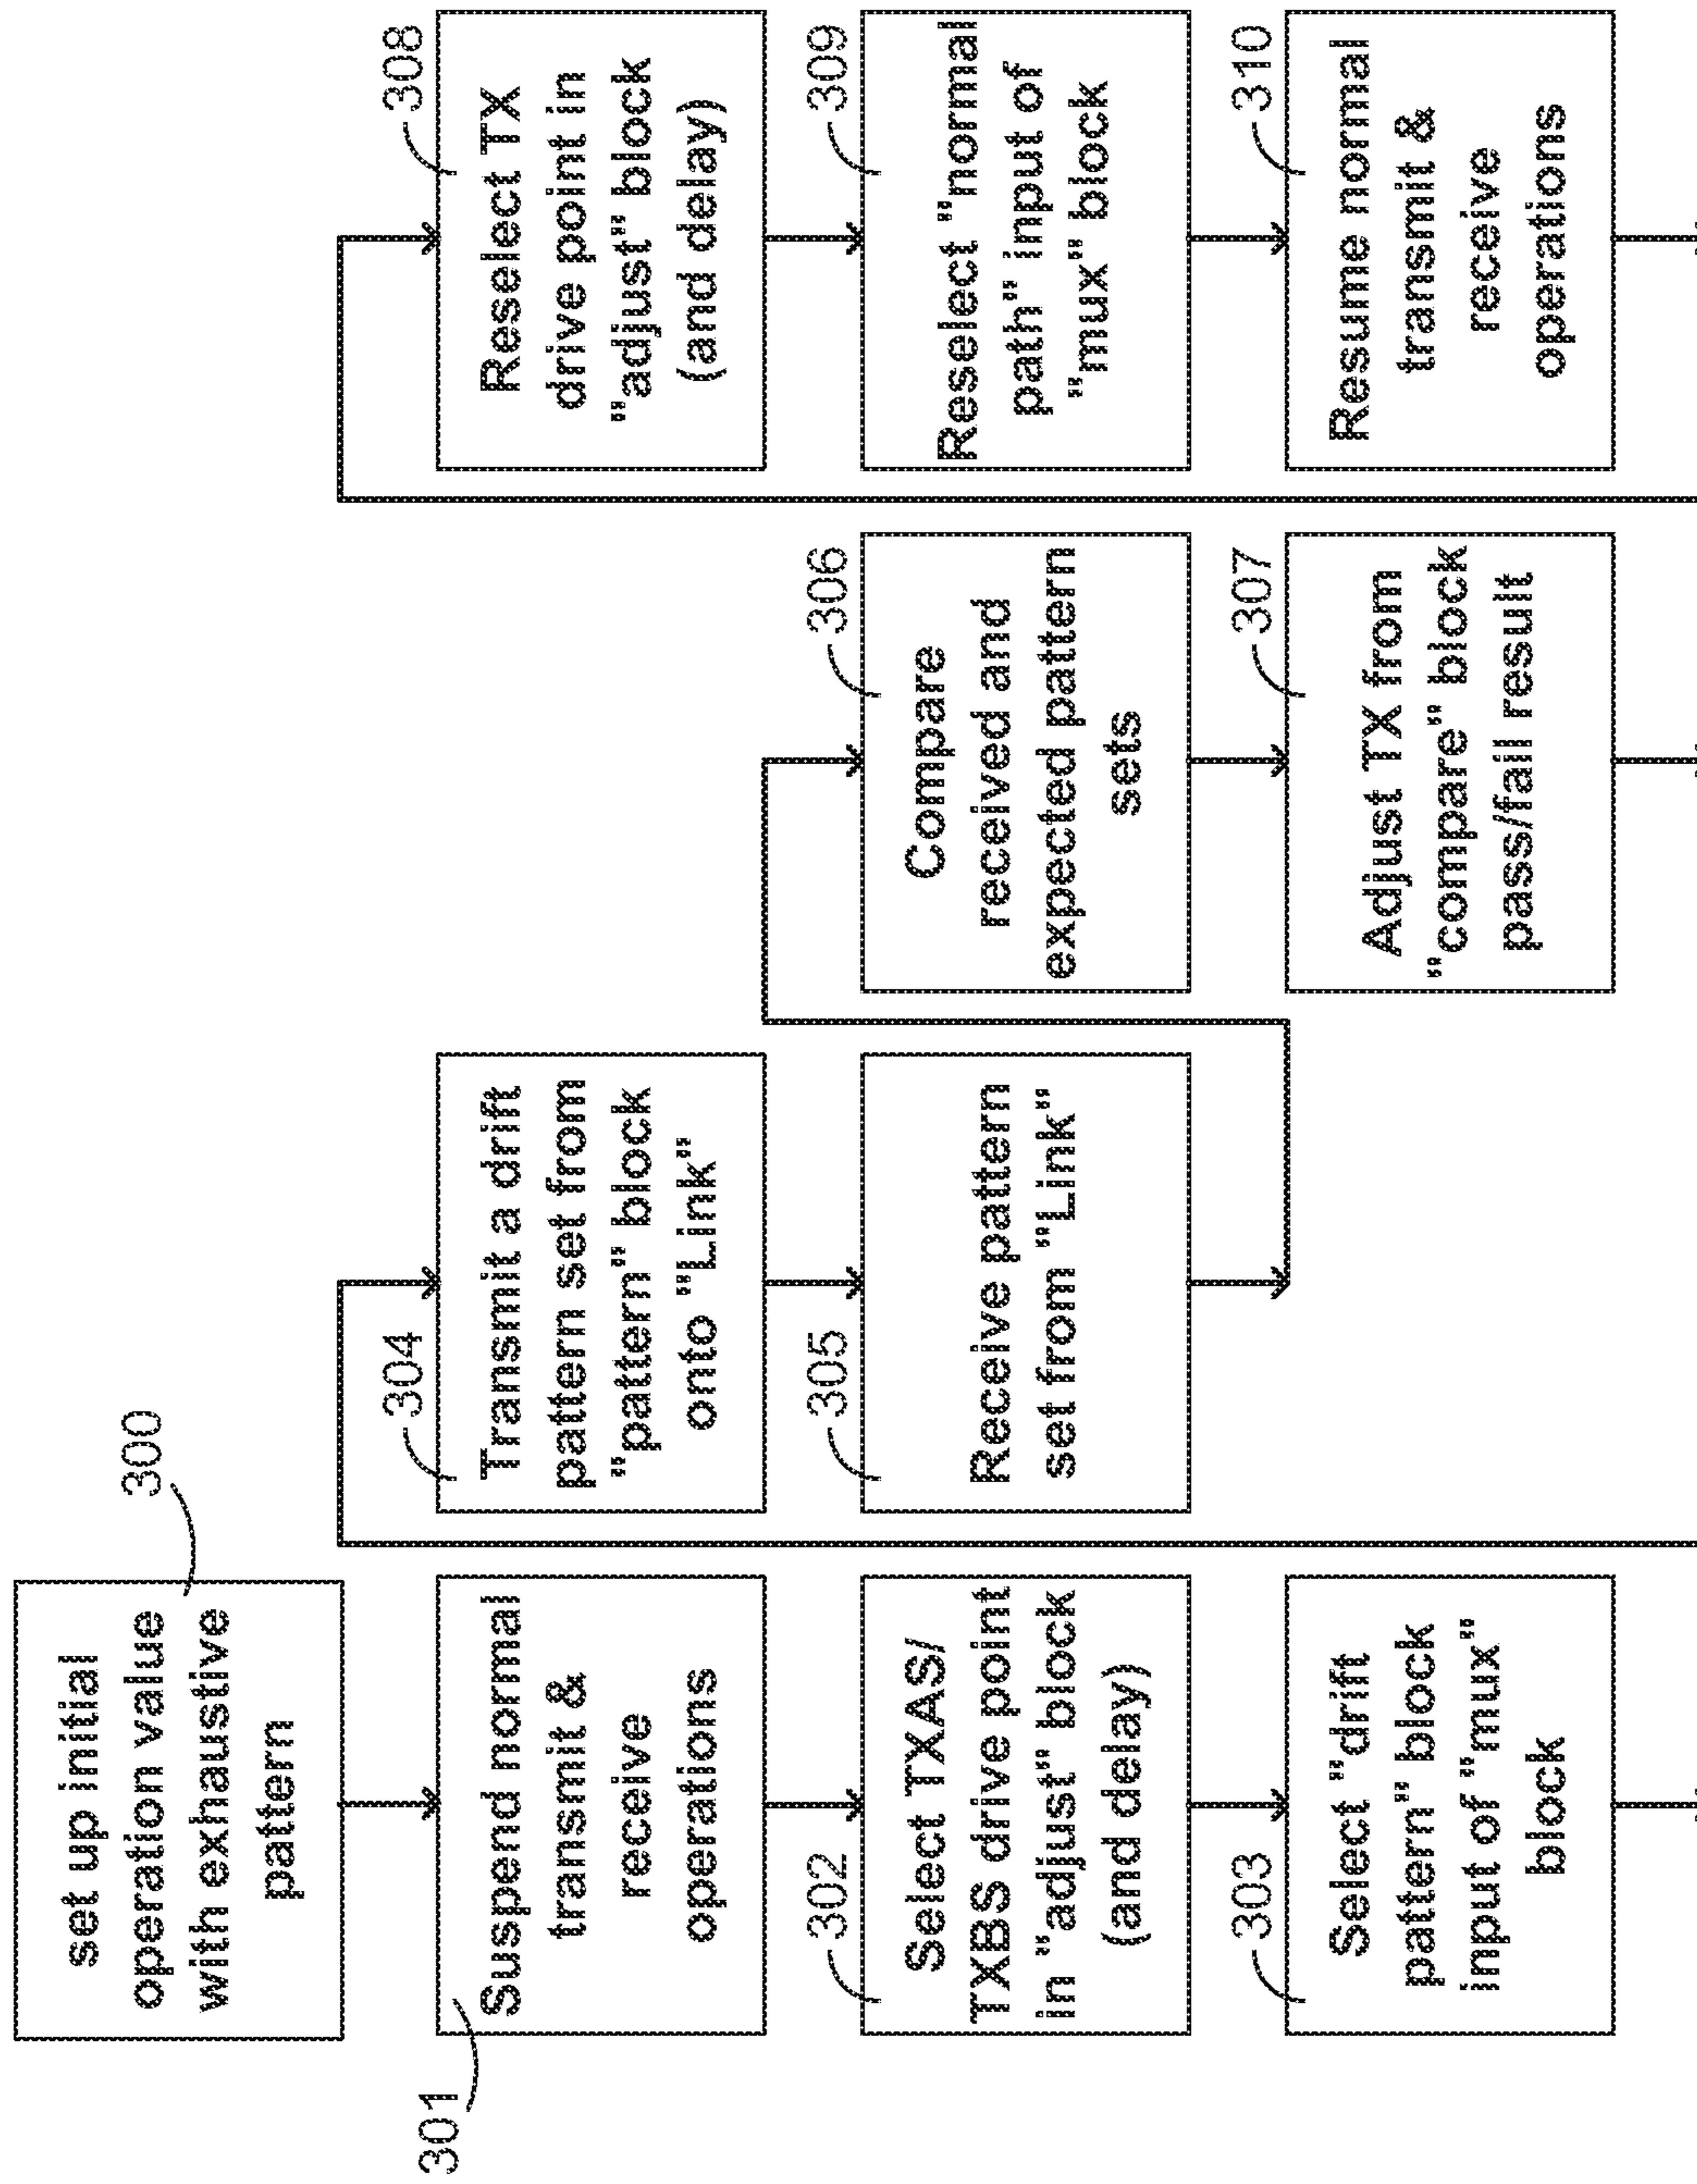 300
set up initial
operation value
with exhaustive
pattern
301
Suspend normal
transmit &
receive
operations
302
Select TXAS/
TXBS drive point
in "adjust" block
(and delay)
303
Select "drift
pattern" block
input of "mux"
block
304
Transmit a drift
pattern set from
"pattern" block
onto "Link"
305
Receive pattern
set from "Link"
306
Compare
received and
expected pattern
sets
307
Adjust TX from
"compare" block
pass/fail result
308
Reselect TX
drive point in
"adjust" block
(and delay)
309
Reselect "normal
path" input of
"mux" block
310
Resume normal
transmit &
receive
operations